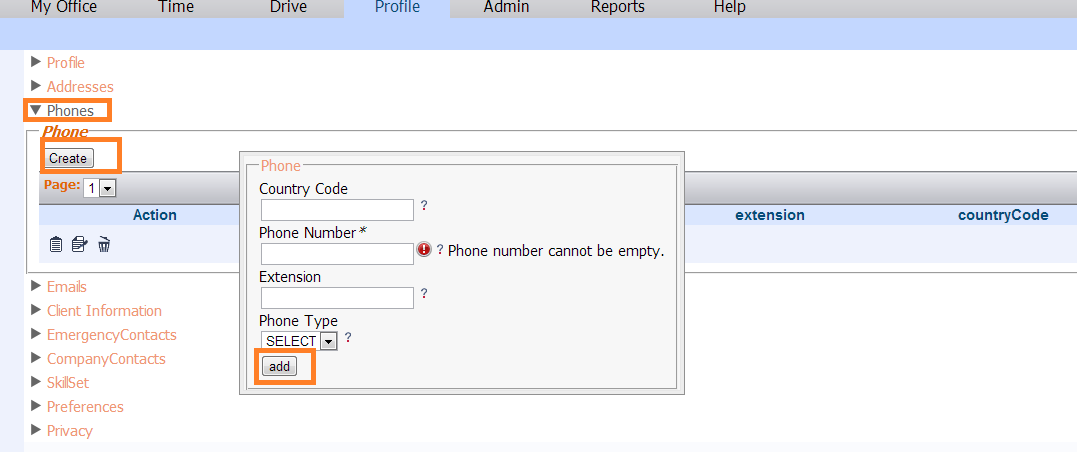 My Office Time Drive Profile Admin Reports Help
Profile
Addresses
Phones
Phone
Create
Page: 1
Action extension countryCode
Phone
Country Code
?
Phone Number*
? Phone number cannot be empty.
Extension
?
Phone Type
SELECT ?
add
Emails
Client Information
EmergencyContacts
CompanyContacts
SkillSet
Preferences
Privacy